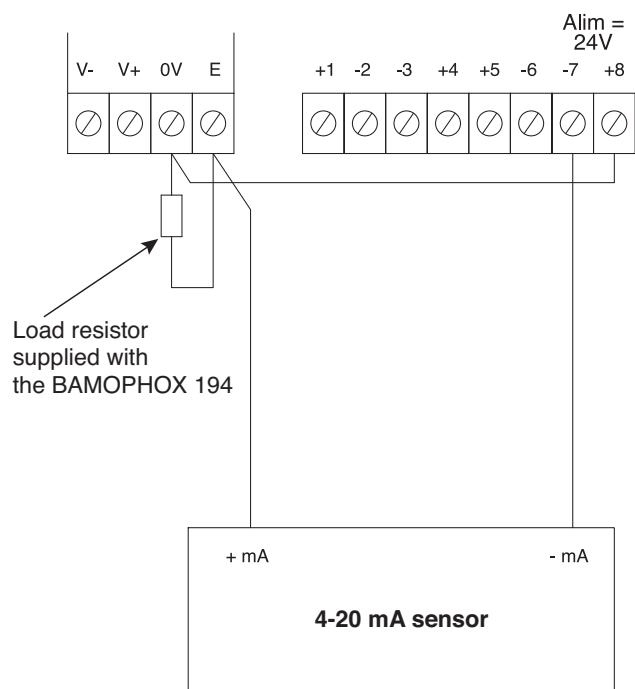 Alim =
24V
V- V+ 0V E +1 -2 -3 +4 +5 -6 -7 +8
Load resistor
supplied with
the BAMOPHOX 194
+ mA - mA
4-20 mA sensor